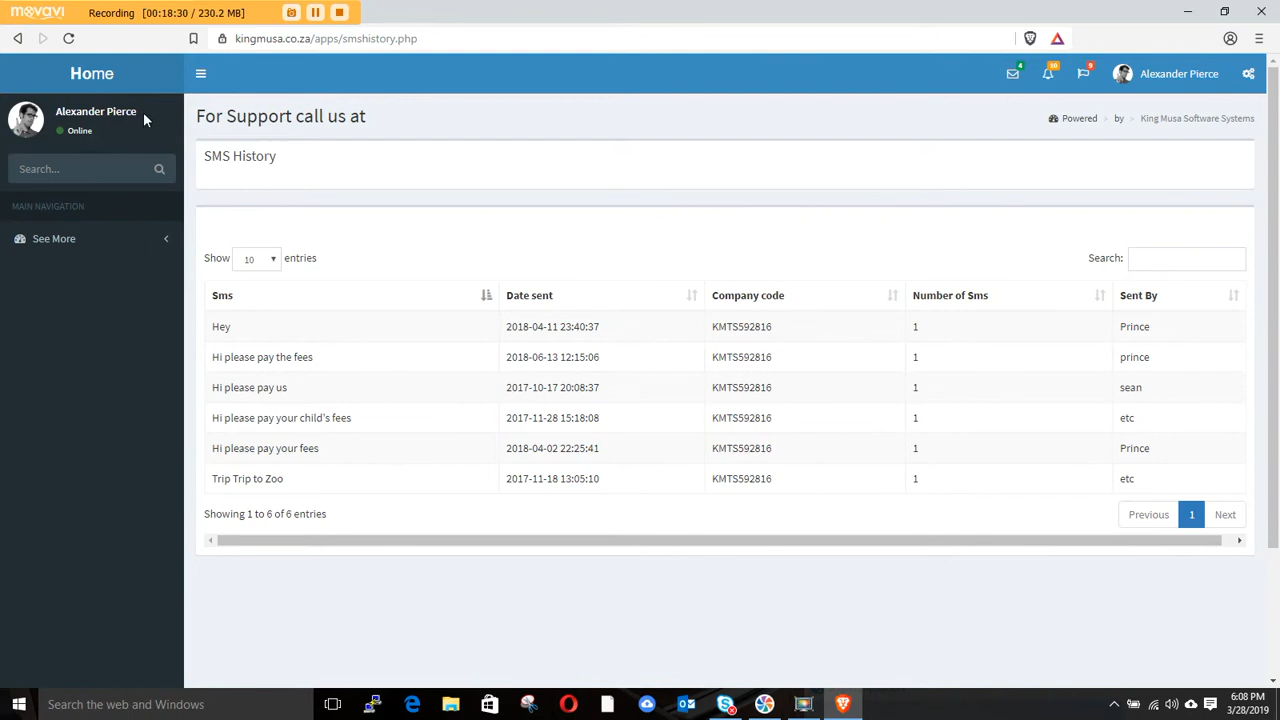 movavi Recording [00:18:30 / 230.2 MB]
kingmusa.co.za/apps/smshistory.php
Home
4 10 9 Alexander Pierce
Alexander Pierce
Online
Search...
MAIN NAVIGATION
See More
For Support call us at
Powered > by > King Musa Software Systems
SMS History
Show 10 entries
Search:
Sms Date sent Company code Number of Sms Sent By
Hey 2018-04-11 23:40:37 KMTS592816 1 Prince
Hi please pay the fees 2018-06-13 12:15:06 KMTS592816 1 prince
Hi please pay us 2017-10-17 20:08:37 KMTS592816 1 sean
Hi please pay your child's fees 2017-11-28 15:18:08 KMTS592816 1 etc
Hi please pay your fees 2018-04-02 22:25:41 KMTS592816 1 Prince
Trip Trip to Zoo 2017-11-18 13:05:10 KMTS592816 1 etc
Showing 1 to 6 of 6 entries
Previous 1 Next
Search the web and Windows
6:08 PM
3/28/2019